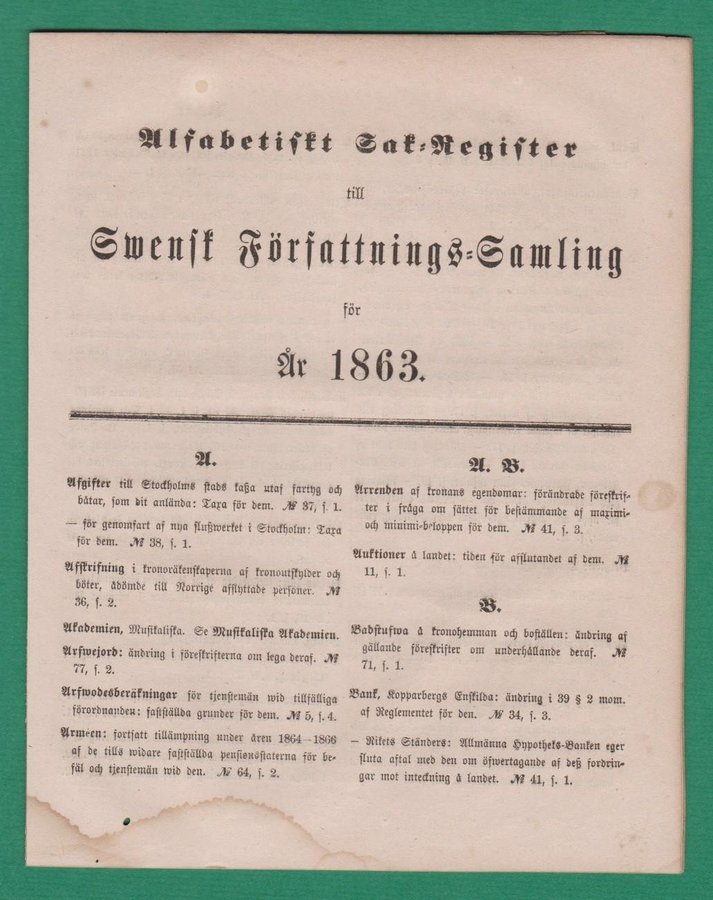 Alfabetiskt Sak-Register
till
Swensk Författnings-Samling
för
År 1863.
A.
Afgifter till Stockholms stads kassa utaf fartyg och
båtar, som dit anlända: Taxa för dem. № 37, s. 1.
— för genomfart af nya slußwerket i Stockholm: Taxa
för dem. № 38, s. 1.
Afskrifning i kronoräkenskaperna af kronoutskylder och
böter, ådömde till Norrige afflyttade personer. №
36, s. 2.
Akademien, Musikaliska. Se Musikaliska Akademien.
Arfwejord: ändring i föreskrifterna om lega deraf. №
77, s. 2.
Arfwodesberäkningar för tjenstemän wid tillfälliga
förordnanden: fastställda grunder för dem. № 5, s. 4.
Arméen: fortsatt tillämpning under åren 1864—1866
af de tills widare fastställda pensionsstaterna för be-
fäl och tjenstemän wid den. № 64, s. 2.
A. B.
Arrenden af kronans egendomar: förändrade föreskrif-
ter i fråga om sättet för bestämmande af maximi-
och minimi-beloppen för dem. № 41, s. 3.
Auktioner å landet: tiden för afslutandet af dem. №
11, s. 1.
B.
Badstufwa å kronohemman och boställen: ändring af
gällande föreskrifter om underhållande deraf. №
71, s. 1.
Bank, Kopparbergs Enskilda: ändring i 39 § 2 mom.
af Reglementet för den. № 34, s. 3.
— Rikets Ständers: Allmänna Hypotheks-Banken eger
sluta aftal med den om öfwertagande af deß fordrin-
gar mot inteckning å landet. № 41, s. 1.